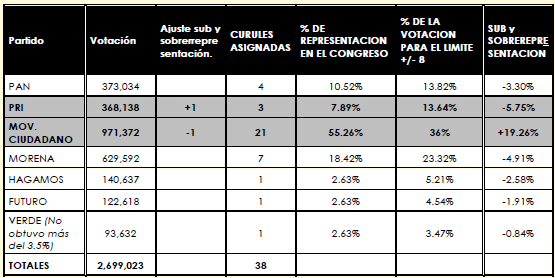 Partido | Votación | Ajuste sub y sobrerrepre sentación. | CURULES ASIGNADAS | % DE REPRESENTACION EN EL CONGRESO | % DE LA VOTACION PARA EL LIMITE +/- 8 | SUB y SOBREREPRE SENTACION
PAN | 373,034 | | 4 | 10.52% | 13.82% | -3.30%
PRI | 368,138 | +1 | 3 | 7.89% | 13.64% | -5.75%
MOV. CIUDADANO | 971,372 | -1 | 21 | 55.26% | 36% | +19.26%
MORENA | 629,592 | | 7 | 18.42% | 23.32% | -4.91%
HAGAMOS | 140,637 | | 1 | 2.63% | 5.21% | -2.58%
FUTURO | 122,618 | | 1 | 2.63% | 4.54% | -1.91%
VERDE (No obtuvo más del 3.5%) | 93,632 | | 1 | 2.63% | 3.47% | -0.84%
TOTALES | 2,699,023 | | 38